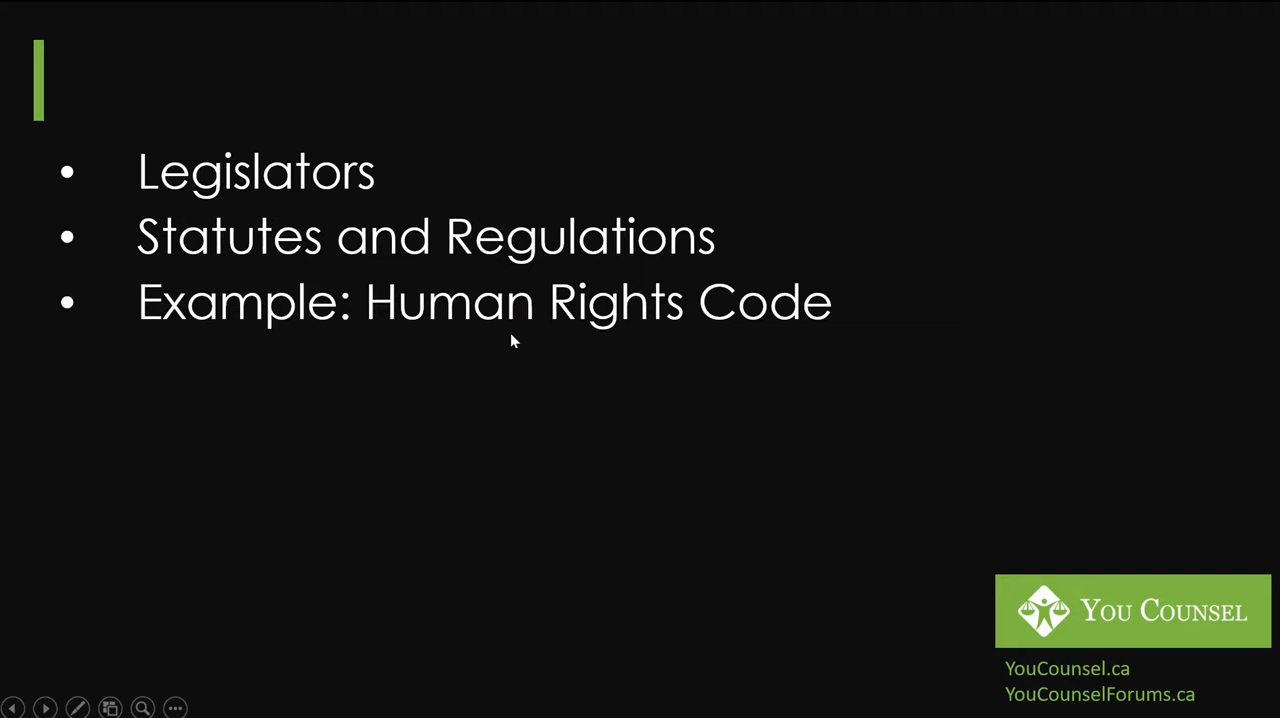 • Legislators
• Statutes and Regulations
• Example: Human Rights Code
YOU COUNSEL
YouCounsel.ca
YouCounselForums.ca